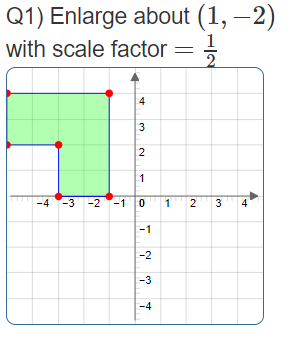 Q1) Enlarge about (1, −2)
with scale factor = 1/2
4
3
2
1
-4 -3 -2 -1 0 1 2 3 4
-1
-2
-3
-4